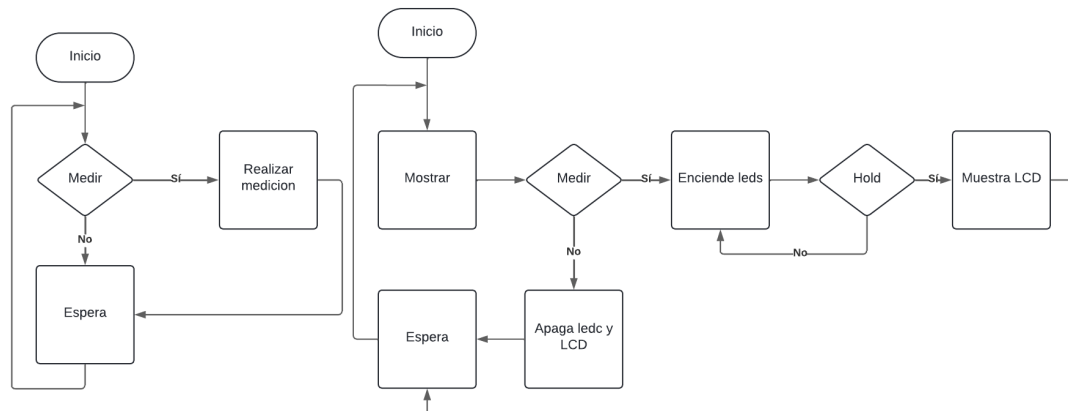 Inicio
Medir
Sí
Realizar
medicion
No
Espera
Inicio
Mostrar
Medir
Sí
Enciende leds
Hold
Sí
Muestra LCD
No
No
Apaga ledc y
LCD
Espera